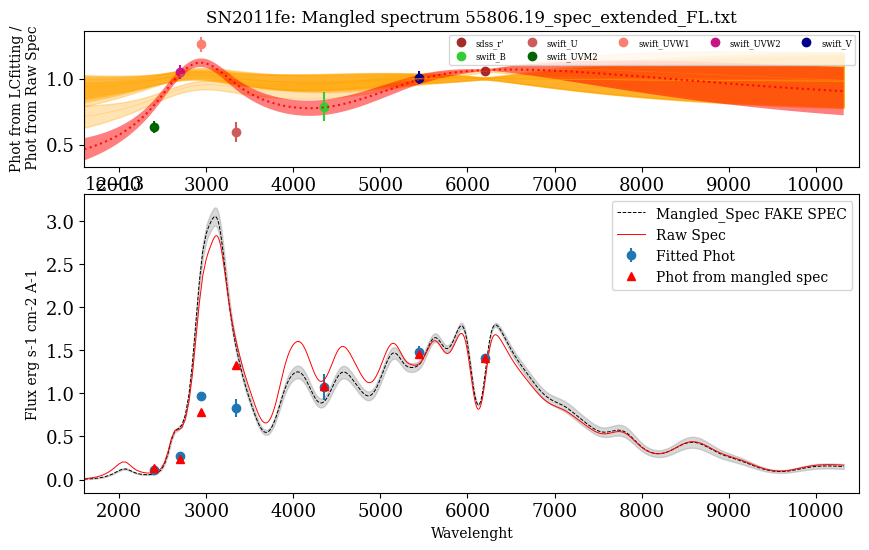 SN2011fe: Mangled spectrum 55806.19_spec_extended_FL.txt
Phot from LCfitting /
Phot from Raw Spec
1.0
0.5
sdss_r' swift_U swift_UVW1 swift_UVW2 swift_V
swift_B swift_UVM2
2000 3000 4000 5000 6000 7000 8000 9000 10000
1e−13
Flux erg s-1 cm-2 A-1
3.0
2.5
2.0
1.5
1.0
0.5
0.0
Mangled_Spec FAKE SPEC
Raw Spec
Fitted Phot
Phot from mangled spec
2000 3000 4000 5000 6000 7000 8000 9000 10000
Wavelenght